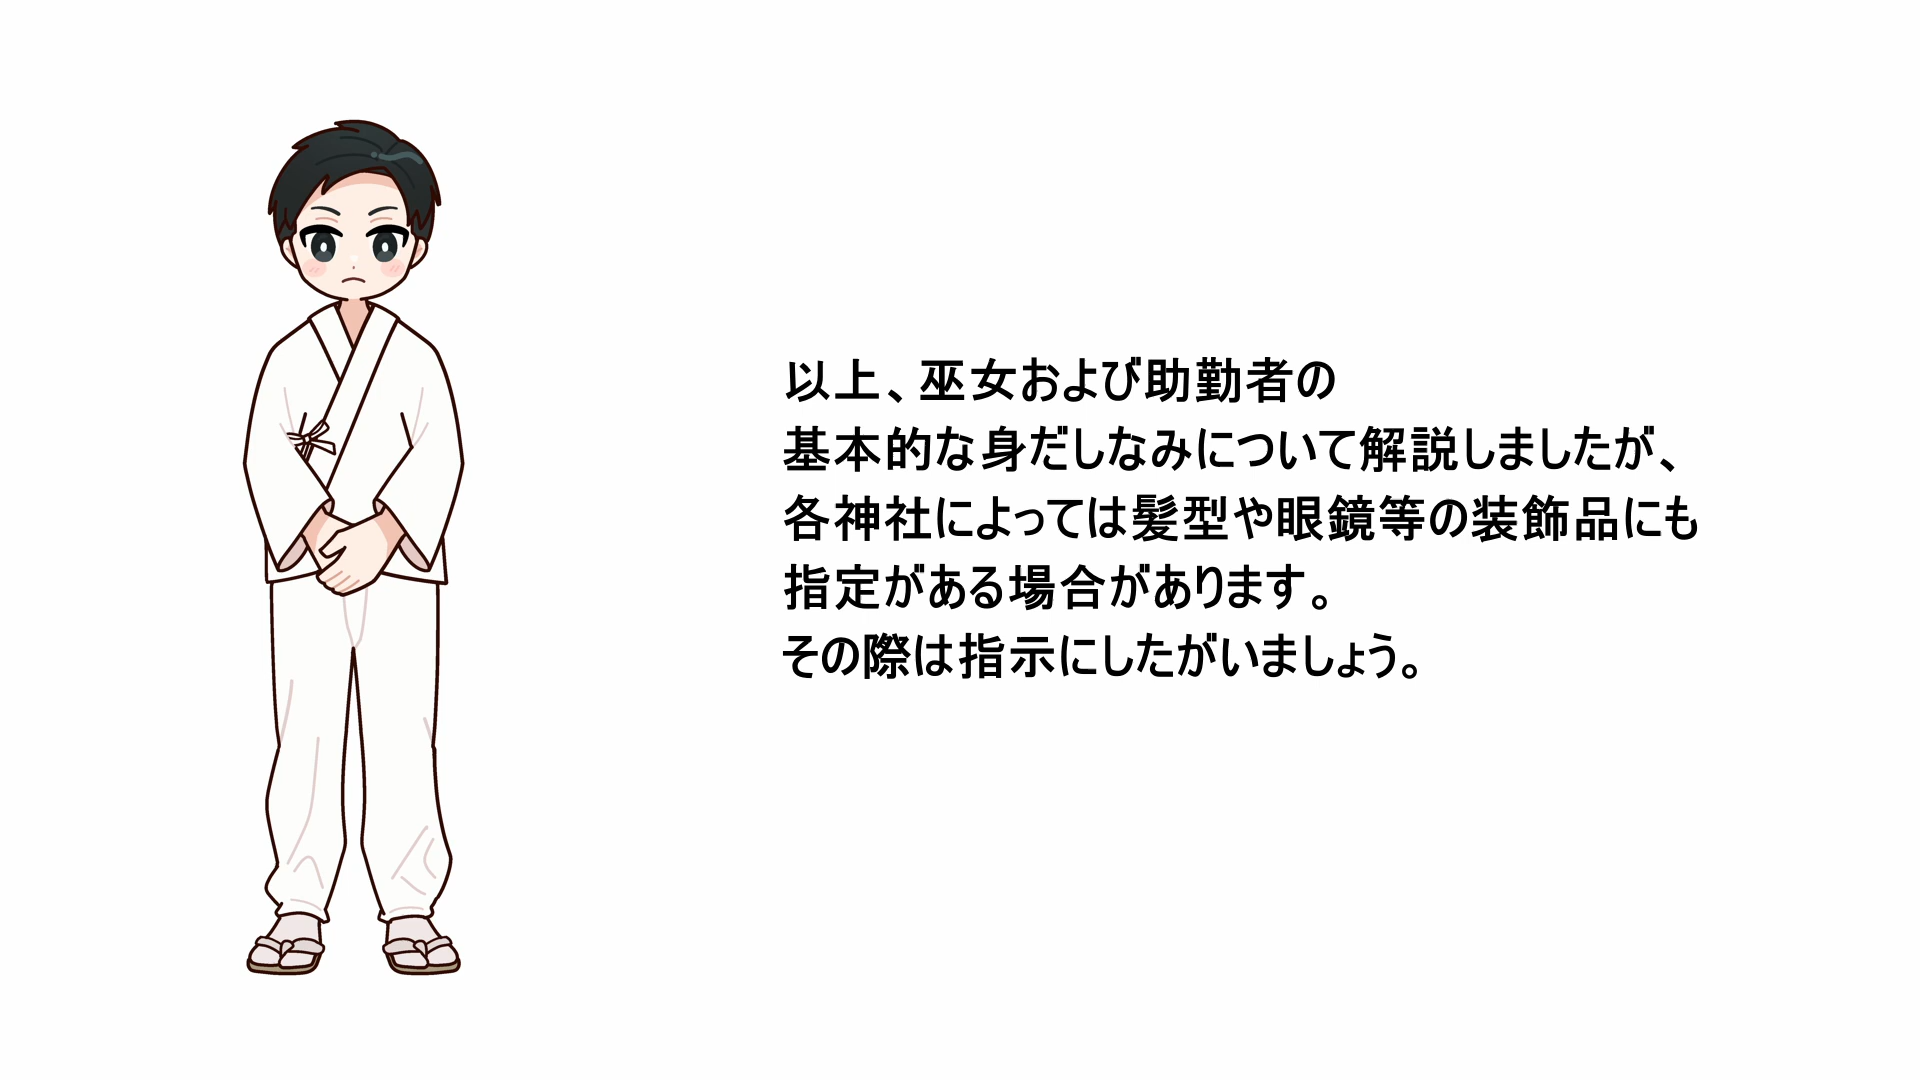 以上、巫女および助勤者の
基本的な身だしなみについて解説しましたが、
各神社によっては髪型や眼鏡等の装飾品にも
指定がある場合があります。
その際は指示にしたがいましょう。